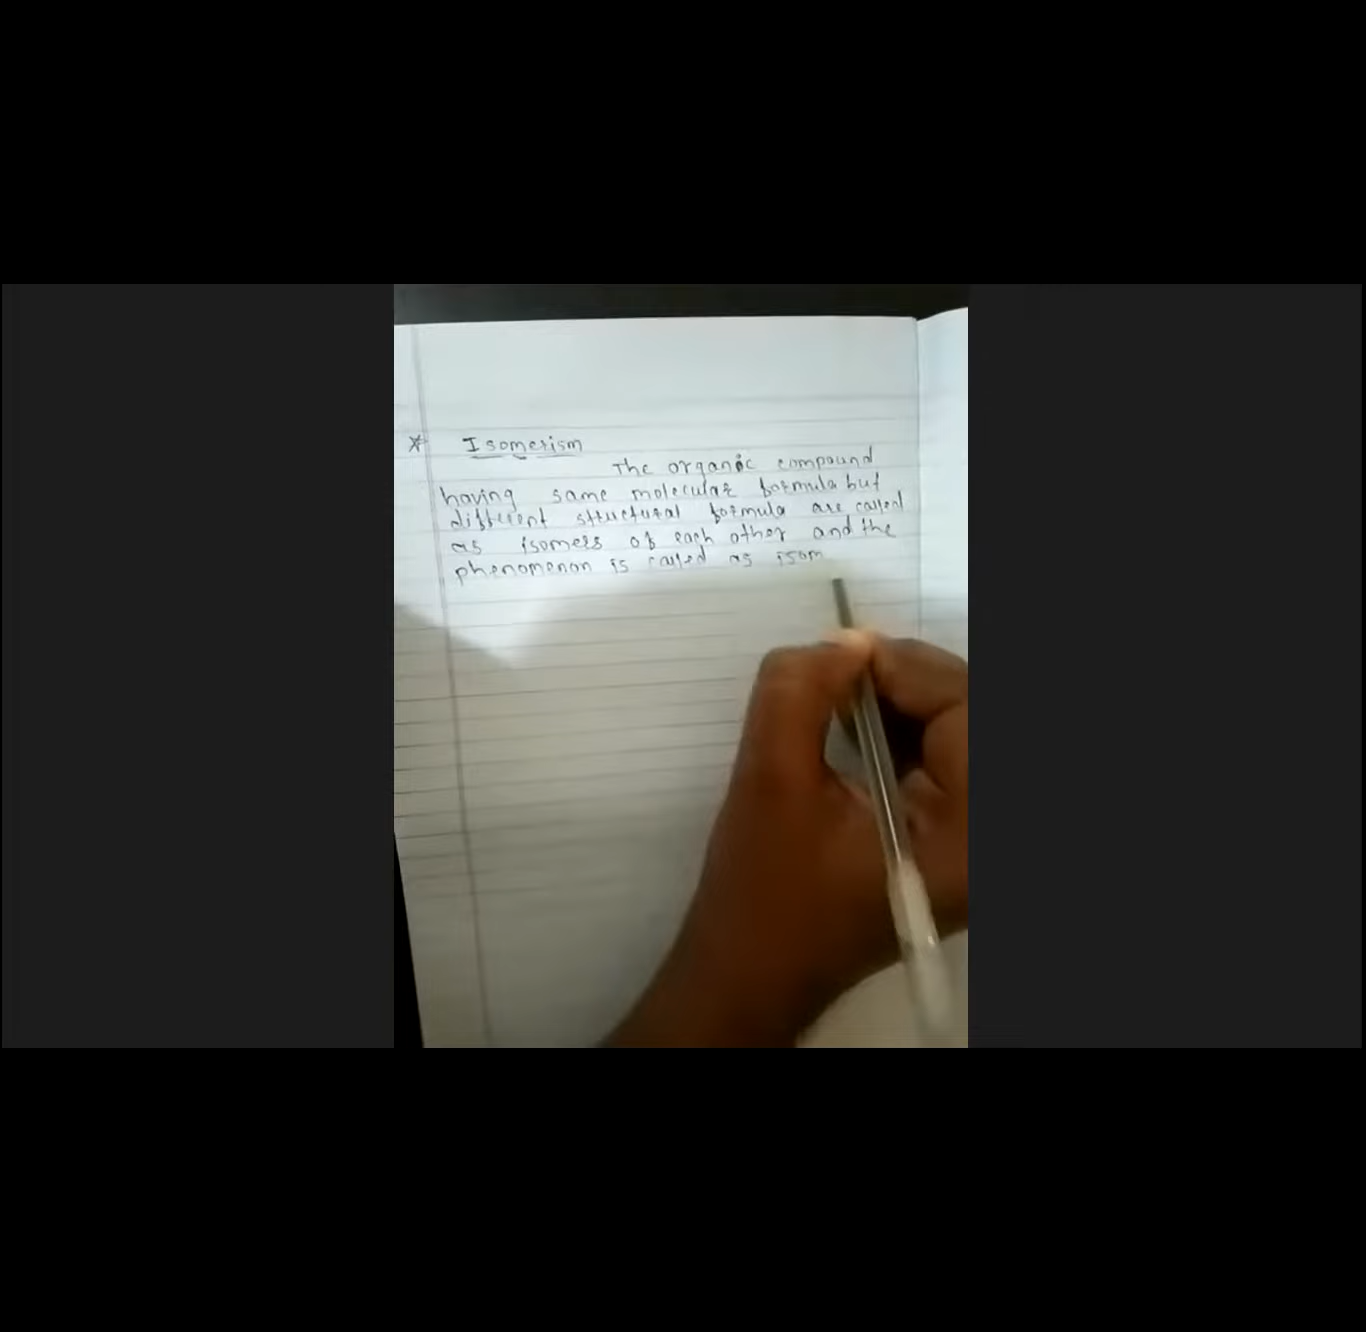 * Isomerism
The organic compound
having same molecular formula but
different structural formula are called
as isomers of each other and the
phenomenon is called as isom